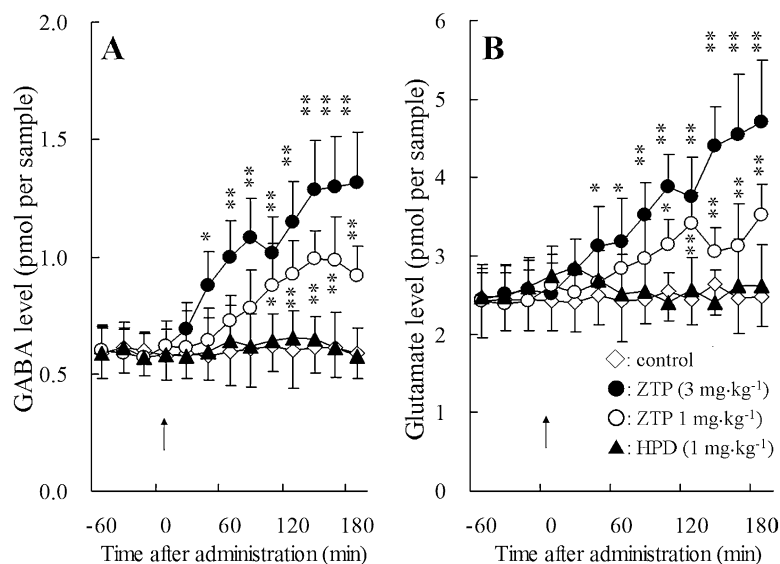 A
B
GABA level (pmol per sample)
2.0
1.5
1.0
0.5
0.0
-60 0 60 120 180
Time after administration (min)
* ** ** ** ** ** ** **
* ** ** ** **
Glutamate level (pmol per sample)
6
5
4
3
2
1
0
-60 0 60 120 180
Time after administration (min)
* * ** ** ** ** ** **
* ** ** ** **
◇: control
●: ZTP (3 mg·kg⁻¹)
○: ZTP 1 mg·kg⁻¹)
▲: HPD (1 mg·kg⁻¹)